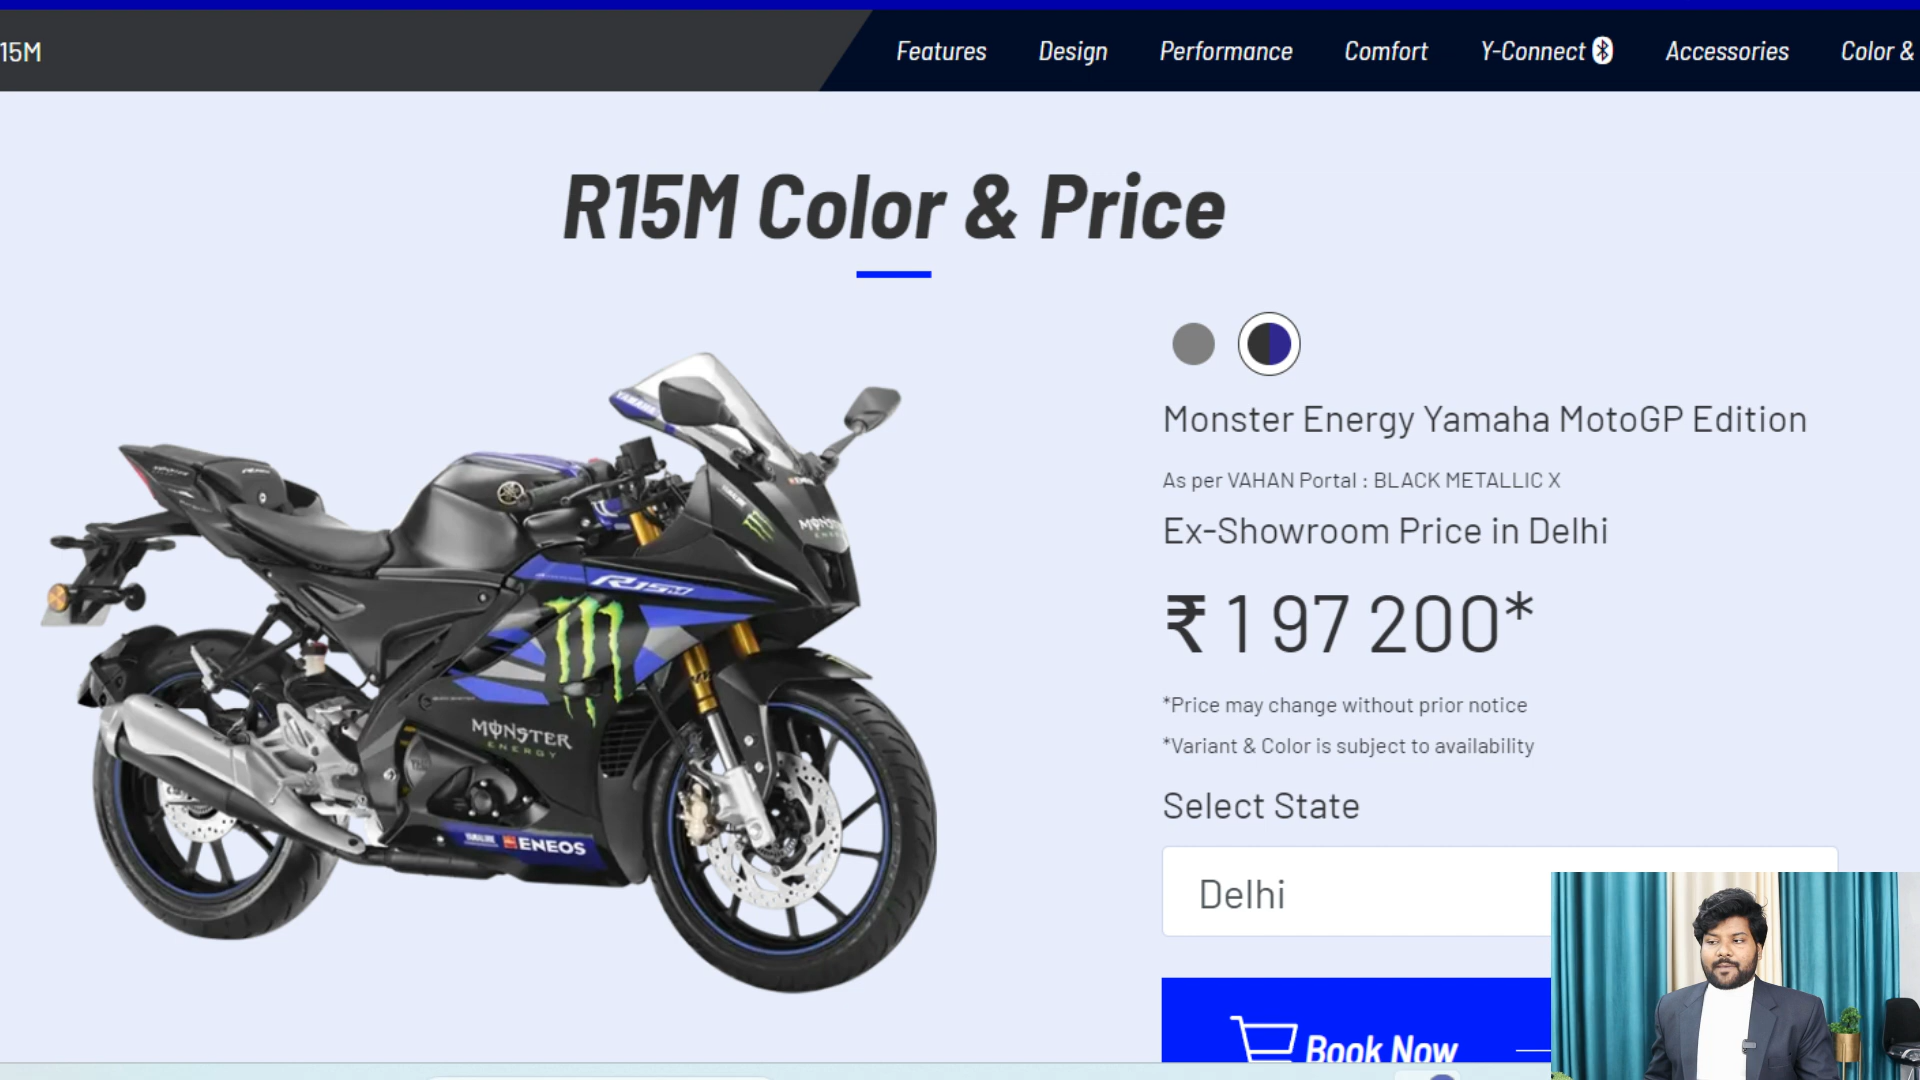 15M
Features Design Performance Comfort Y-Connect Accessories Color &
R15M Color & Price
Monster Energy Yamaha MotoGP Edition
As per VAHAN Portal : BLACK METALLIC X
Ex-Showroom Price in Delhi
₹ 1 97 200*
*Price may change without prior notice
*Variant & Color is subject to availability
Select State
Delhi
Book Now
YAMAHA
R15M
MONSTER
ENERGY
YAMAHA
ENEOS